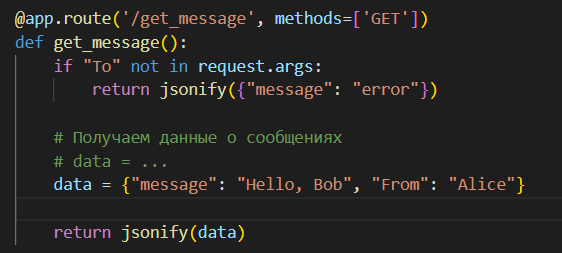 @app.route('/get_message', methods=['GET'])
def get_message():
    if "To" not in request.args:
        return jsonify({"message": "error"})
    # Получаем данные о сообщениях
    # data = ...
    data = {"message": "Hello, Bob", "From": "Alice"}
    return jsonify(data)